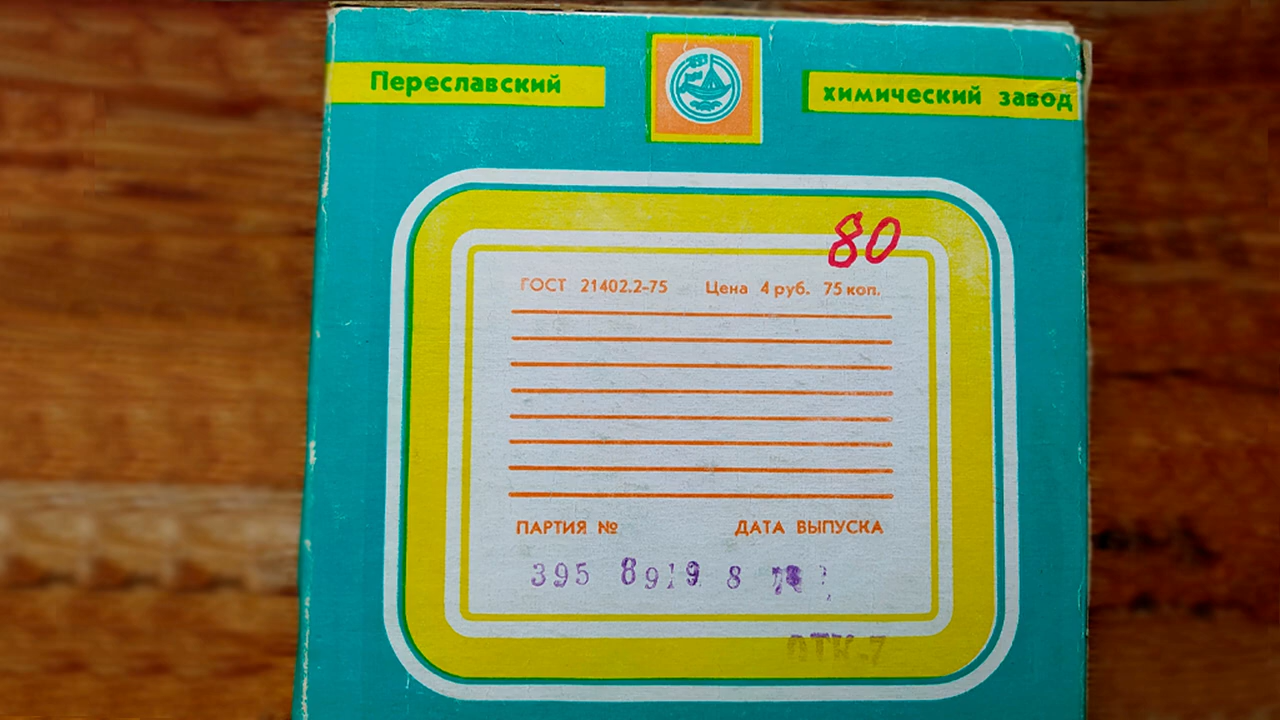 Переславский
химический завод
80
ГОСТ 21402.2-75 Цена 4 руб. 75 коп.
ПАРТИЯ № ДАТА ВЫПУСКА
395 8
ОТК-7